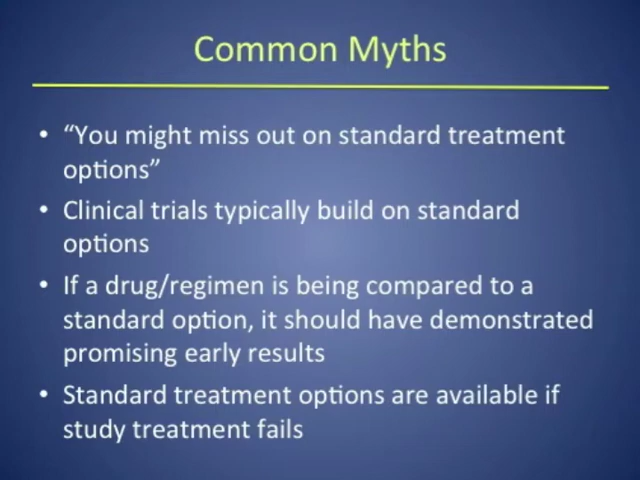 Common Myths
• “You might miss out on standard treatment
options”
• Clinical trials typically build on standard
options
• If a drug/regimen is being compared to a
standard option, it should have demonstrated
promising early results
• Standard treatment options are available if
study treatment fails